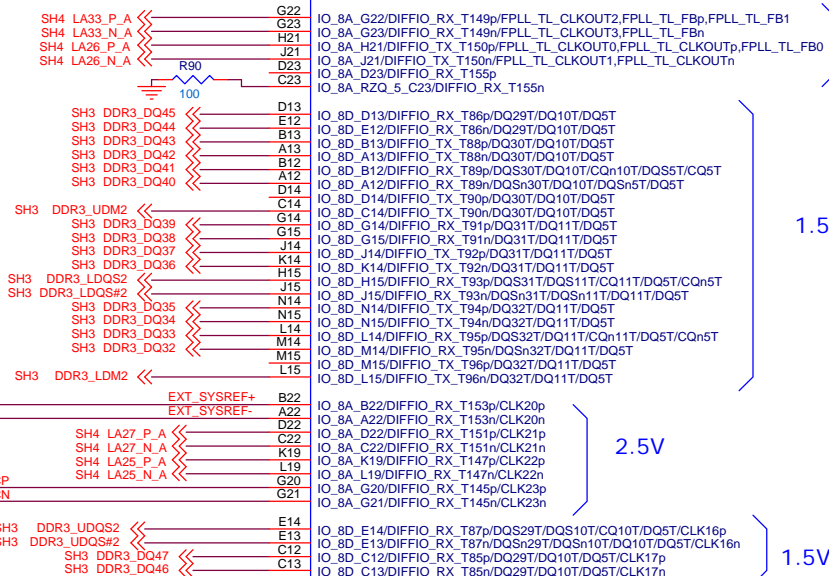 SH4 LA33_P_A G22 IO_8A_G22/DIFFIO_RX_T149p/FPLL_TL_CLKOUT2,FPLL_TL_FBp,FPLL_TL_FB1
SH4 LA33_N_A G23 IO_8A_G23/DIFFIO_RX_T149n/FPLL_TL_CLKOUT3,FPLL_TL_FBn
SH4 LA26_P_A H21 IO_8A_H21/DIFFIO_TX_T150p/FPLL_TL_CLKOUT0,FPLL_TL_CLKOUTp,FPLL_TL_FB0
SH4 LA26_N_A J21 IO_8A_J21/DIFFIO_TX_T150n/FPLL_TL_CLKOUT1,FPLL_TL_CLKOUTn
R90 D23 IO_8A_D23/DIFFIO_RX_T155p
C23 IO_8A_RZQ_5_C23/DIFFIO_RX_T155n
100
SH3 DDR3_DQ45 D13 IO_8D_D13/DIFFIO_RX_T86p/DQ29T/DQ10T/DQ5T
SH3 DDR3_DQ44 E12 IO_8D_E12/DIFFIO_RX_T86n/DQ29T/DQ10T/DQ5T
SH3 DDR3_DQ43 B13 IO_8D_B13/DIFFIO_TX_T88p/DQ30T/DQ10T/DQ5T
SH3 DDR3_DQ42 A13 IO_8D_A13/DIFFIO_TX_T88n/DQ30T/DQ10T/DQ5T
SH3 DDR3_DQ41 B12 IO_8D_B12/DIFFIO_RX_T89p/DQS30T/DQ10T/CQn10T/DQS5T/CQ5T
SH3 DDR3_DQ40 A12 IO_8D_A12/DIFFIO_RX_T89n/DQSn30T/DQ10T/DQSn5T/DQ5T
D14 IO_8D_D14/DIFFIO_TX_T90p/DQ30T/DQ10T/DQ5T
SH3 DDR3_UDM2 C14 IO_8D_C14/DIFFIO_TX_T90n/DQ30T/DQ10T/DQ5T
SH3 DDR3_DQ39 G14 IO_8D_G14/DIFFIO_RX_T91p/DQ31T/DQ11T/DQ5T 1.5
SH3 DDR3_DQ38 G15 IO_8D_G15/DIFFIO_RX_T91n/DQ31T/DQ11T/DQ5T
SH3 DDR3_DQ37 J14 IO_8D_J14/DIFFIO_TX_T92p/DQ31T/DQ11T/DQ5T
SH3 DDR3_DQ36 K14 IO_8D_K14/DIFFIO_TX_T92n/DQ31T/DQ11T/DQ5T
SH3 DDR3_LDQS2 H15 IO_8D_H15/DIFFIO_RX_T93p/DQS31T/DQS11T/CQ11T/DQ5T/CQn5T
SH3 DDR3_LDQS#2 J15 IO_8D_J15/DIFFIO_RX_T93n/DQSn31T/DQSn11T/DQ11T/DQ5T
SH3 DDR3_DQ35 N14 IO_8D_N14/DIFFIO_TX_T94p/DQ32T/DQ11T/DQ5T
SH3 DDR3_DQ34 N15 IO_8D_N15/DIFFIO_TX_T94n/DQ32T/DQ11T/DQ5T
SH3 DDR3_DQ33 L14 IO_8D_L14/DIFFIO_RX_T95p/DQS32T/DQ11T/CQn11T/DQ5T/CQn5T
SH3 DDR3_DQ32 M14 IO_8D_M14/DIFFIO_RX_T95n/DQSn32T/DQ11T/DQ5T
M15 IO_8D_M15/DIFFIO_TX_T96p/DQ32T/DQ11T/DQ5T
SH3 DDR3_LDM2 L15 IO_8D_L15/DIFFIO_TX_T96n/DQ32T/DQ11T/DQ5T
EXT_SYSREF+ B22 IO_8A_B22/DIFFIO_RX_T153p/CLK20p
EXT_SYSREF- A22 IO_8A_A22/DIFFIO_RX_T153n/CLK20n
SH4 LA27_P_A D22 IO_8A_D22/DIFFIO_RX_T151p/CLK21p
SH4 LA27_N_A C22 IO_8A_C22/DIFFIO_RX_T151n/CLK21n 2.5V
SH4 LA25_P_A K19 IO_8A_K19/DIFFIO_RX_T147p/CLK22p
SH4 LA25_N_A L19 IO_8A_L19/DIFFIO_RX_T147n/CLK22n
G20 IO_8A_G20/DIFFIO_RX_T145p/CLK23p
G21 IO_8A_G21/DIFFIO_RX_T145n/CLK23n
SH3 DDR3_UDQS2 E14 IO_8D_E14/DIFFIO_RX_T87p/DQS29T/DQS10T/CQ10T/DQ5T/CLK16p
SH3 DDR3_UDQS#2 E13 IO_8D_E13/DIFFIO_RX_T87n/DQSn29T/DQSn10T/DQ10T/DQ5T/CLK16n
SH3 DDR3_DQ47 C12 IO_8D_C12/DIFFIO_RX_T85p/DQ29T/DQ10T/DQ5T/CLK17p 1.5V
SH3 DDR3_DQ46 C13 IO_8D_C13/DIFFIO_RX_T85n/DQ29T/DQ10T/DQ5T/CLK17n